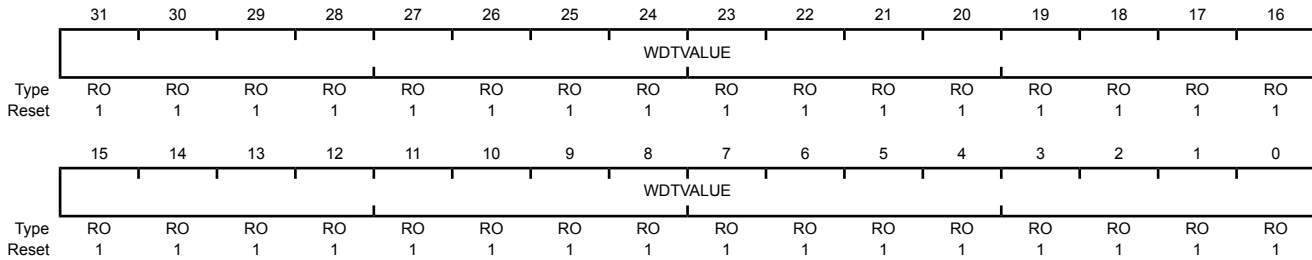 31 30 29 28 27 26 25 24 23 22 21 20 19 18 17 16
WDTVALUE
Type RO RO RO RO RO RO RO RO RO RO RO RO RO RO RO RO
Reset 1 1 1 1 1 1 1 1 1 1 1 1 1 1 1 1
15 14 13 12 11 10 9 8 7 6 5 4 3 2 1 0
WDTVALUE
Type RO RO RO RO RO RO RO RO RO RO RO RO RO RO RO RO
Reset 1 1 1 1 1 1 1 1 1 1 1 1 1 1 1 1